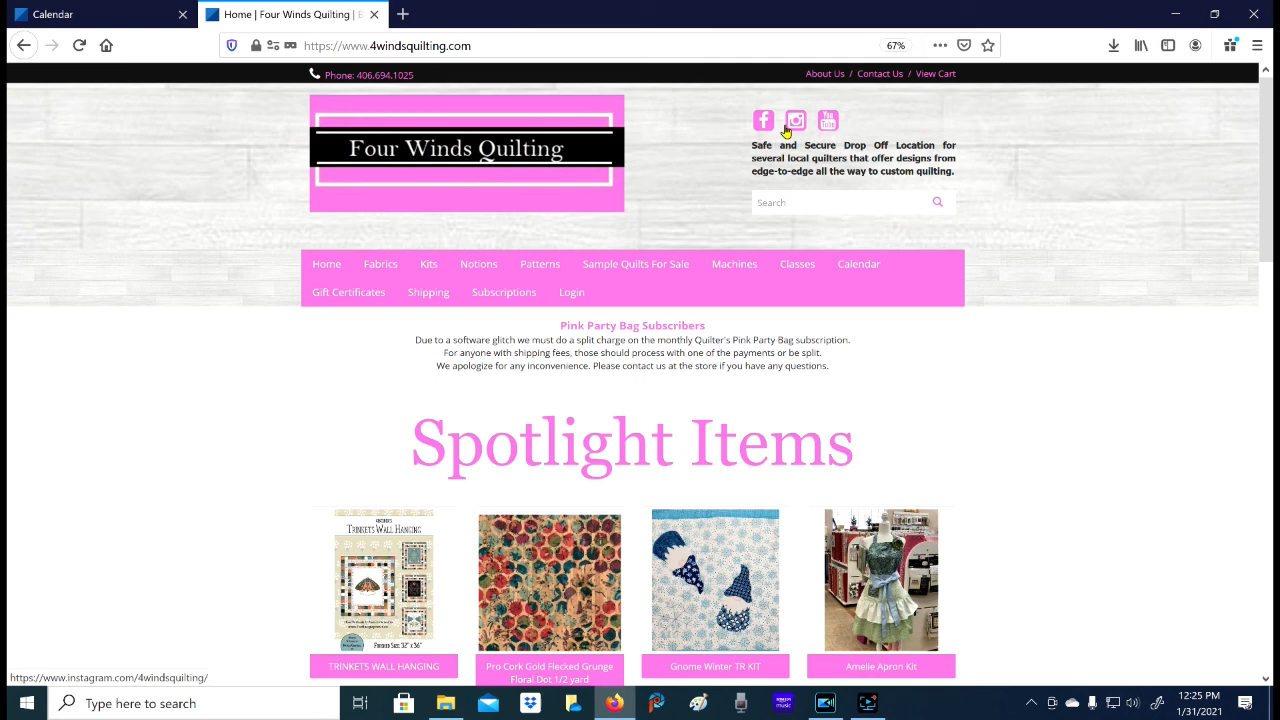 Calendar
Home | Four Winds Quilting | B
https://www.4windsquilting.com
67%
Phone: 406.694.1025
About Us / Contact Us / View Cart
Four Winds Quilting
You
Tube
Safe and Secure Drop Off Location for
several local quilters that offer designs from
edge-to-edge all the way to custom quilting.
Search
Home Fabrics Kits Notions Patterns Sample Quilts For Sale Machines Classes Calendar
Gift Certificates Shipping Subscriptions Login
Pink Party Bag Subscribers
Due to a software glitch we must do a split charge on the monthly Quilter's Pink Party Bag subscription.
For anyone with shipping fees, those should process with one of the payments or be split.
We apologize for any inconvenience. Please contact us at the store if you have any questions.
Spotlight Items
TRINKETS WALL HANGING
FINISHED SIZE: 32" x 36"
TRINKETS WALL HANGING
Pro Cork Gold Flecked Grunge
Floral Dot 1/2 yard
Gnome Winter TR KIT
Amelie Apron Kit
https://www.instagram.com/4windsquilting/
Type here to search
amazon
music
12:25 PM
1/31/2021